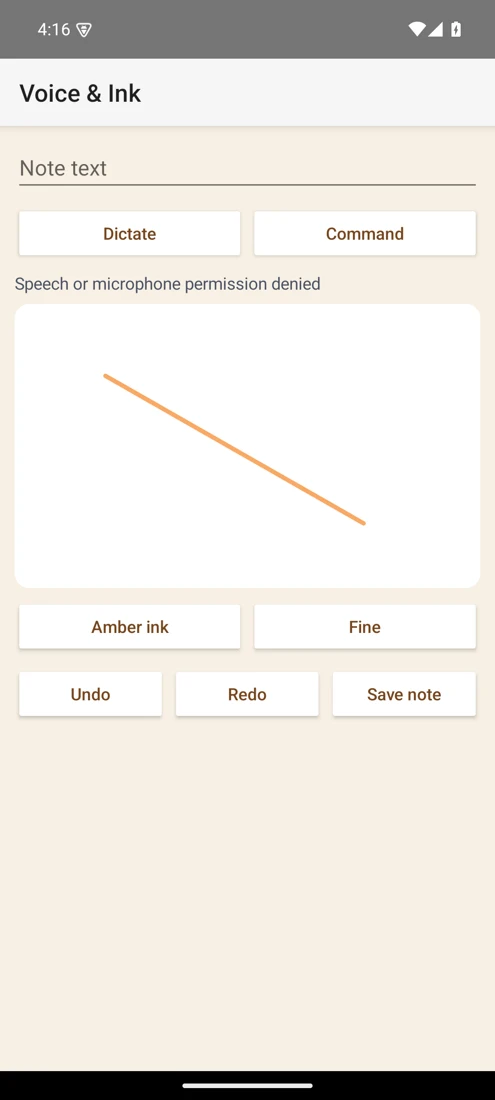 4:16
Voice & Ink
Note text
Dictate Command
Speech or microphone permission denied
Amber ink Fine
Undo Redo Save note